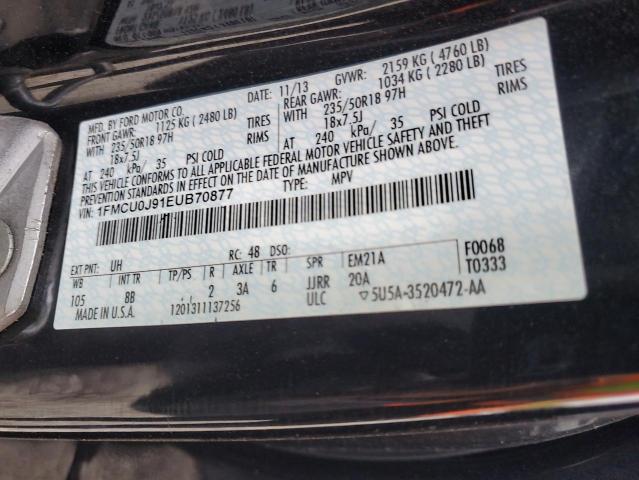 MFD. BY FORD MOTOR CO.
DATE: 11/13 GVWR: 2159 KG ( 4760 LB)
FRONT GAWR: 1125 KG ( 2480 LB) REAR GAWR: 1034 KG ( 2280 LB)
WITH 235/50R18 97H TIRES WITH 235/50R18 97H TIRES
18x7.5J RIMS 18x7.5J RIMS
AT 240 kPa/ 35 PSI COLD AT 240 kPa/ 35 PSI COLD
THIS VEHICLE CONFORMS TO ALL APPLICABLE FEDERAL MOTOR VEHICLE SAFETY AND THEFT
PREVENTION STANDARDS IN EFFECT ON THE DATE OF MANUFACTURE SHOWN ABOVE.
VIN: 1FMCU0J91EUB70877
TYPE: MPV
EXT PNT: UH RC: 48 DSO: F0068
WB INT TR TP/PS R AXLE TR SPR EM21A T0333
105 8B 2 3A 6 JJRR 20A
MADE IN U.S.A. 1201311137256 ULC ▽5U5A-3520472-AA